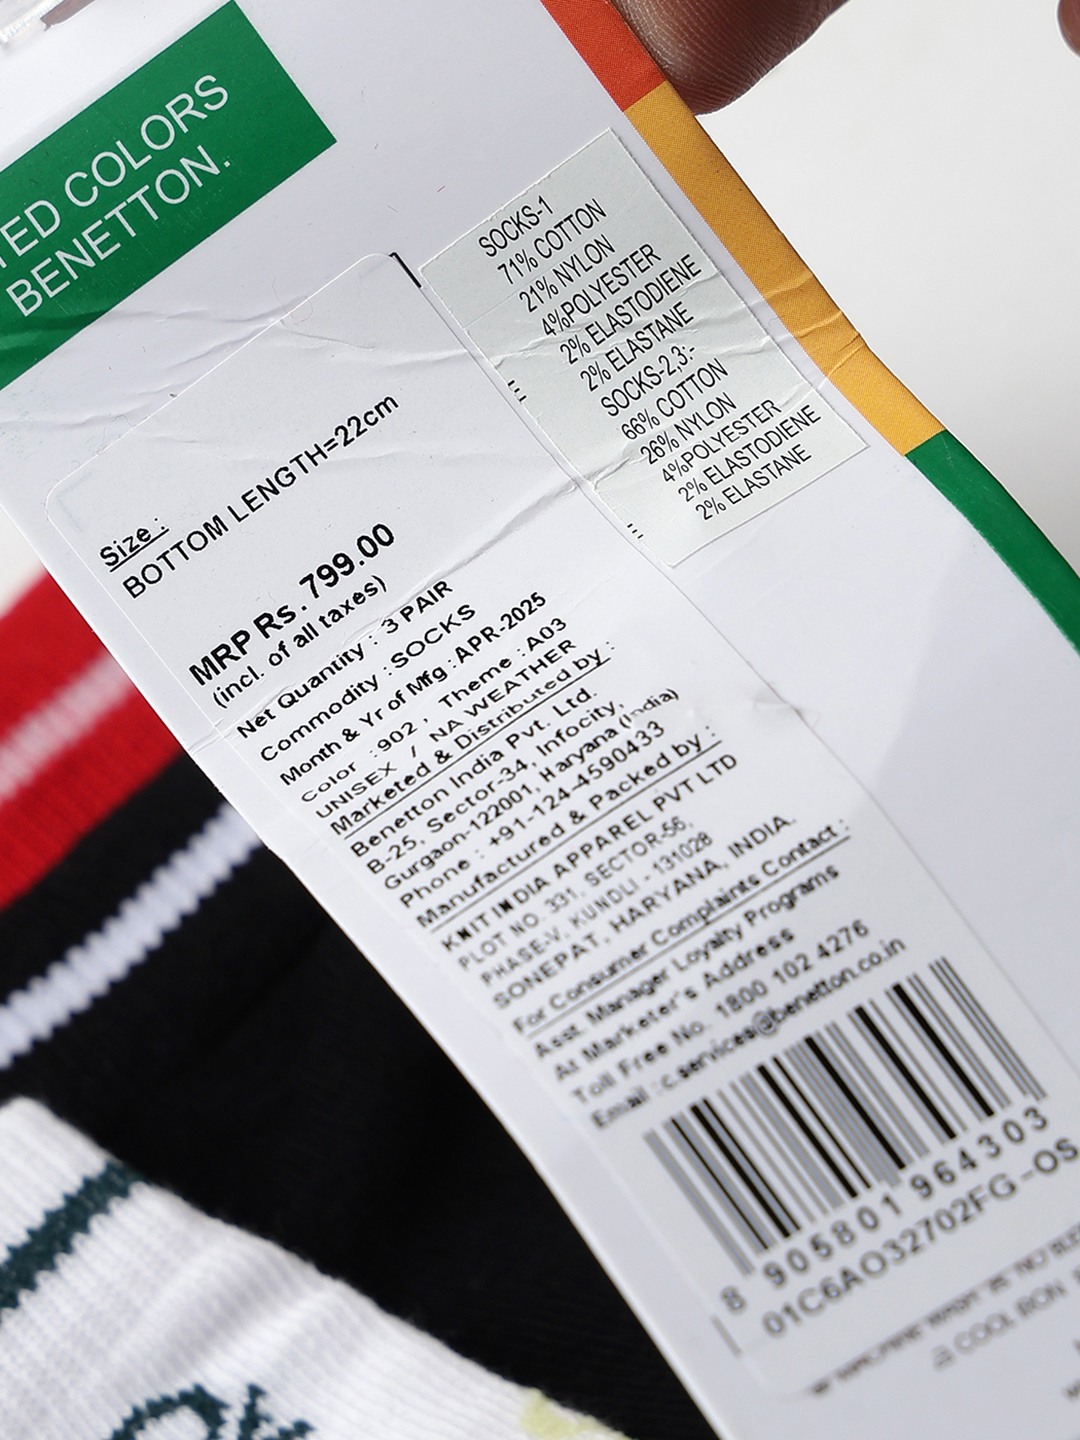 TED COLORS
BENETTON.
SOCKS-1
71% COTTON
21% NYLON
4%POLYESTER
2% ELASTODIENE
2% ELASTANE
SOCKS-2,3:-
66% COTTON
26% NYLON
4%POLYESTER
2% ELASTODIENE
2% ELASTANE
Size :
BOTTOM LENGTH=22cm
MRP Rs. 799.00
(incl. of all taxes)
Net Quantity : 3 PAIR
Commodity : SOCKS
Month & Yr of Mfg : APR-2025
Color : 902 , Theme : A03
UNISEX / NA WEATHER
Marketed & Distributed by :
Benetton India Pvt. Ltd.
B-25, Sector-34, Infocity,
Gurgaon-122001, Haryana (India)
Phone : +91-124-4590433
Manufactured & Packed by :
KNIT INDIA APPAREL PVT LTD
PLOT NO. 331, SECTOR-56,
PHASE-V, KUNDLI - 131028
SONEPAT, HARYANA, INDIA.
For Consumer Complaints Contact :
Asst. Manager Loyalty Programs
At Marketer's Address
Toll Free No. 1800 102 4276
Email : c.services@benetton.co.in
8 905801 964303
01C6AO32702FG-OS
COOL IRON